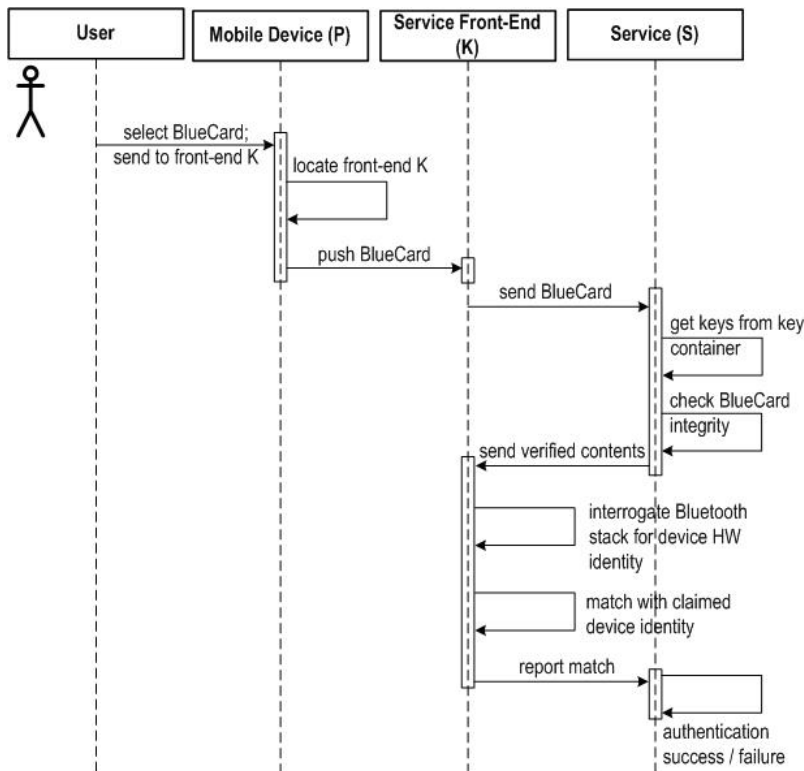 User
Mobile Device (P)
Service Front-End
(K)
Service (S)
select BlueCard;
send to front-end K
locate front-end K
push BlueCard
send BlueCard
get keys from key
container
check BlueCard
integrity
send verified contents
interrogate Bluetooth
stack for device HW
identity
match with claimed
device identity
report match
authentication
success / failure